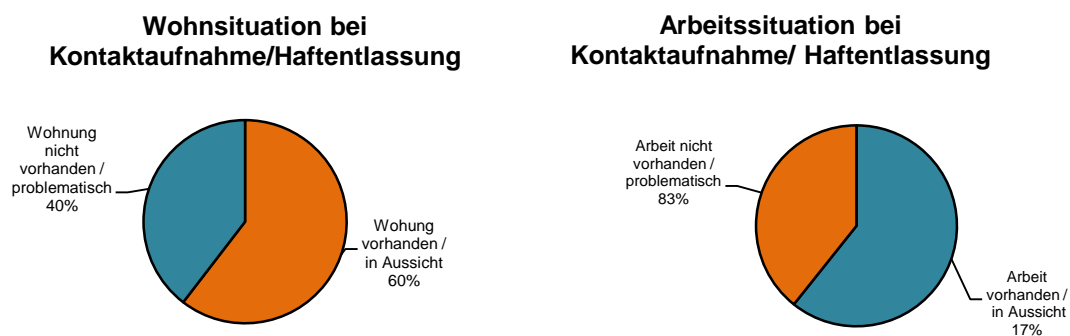 Wohnsituation bei
Kontaktaufnahme/Haftentlassung
Wohnung
nicht
vorhanden /
problematisch
40%
Wohung
vorhanden /
in Aussicht
60%
Arbeitssituation bei
Kontaktaufnahme/ Haftentlassung
Arbeit nicht
vorhanden /
problematisch
83%
Arbeit
vorhanden /
in Aussicht
17%